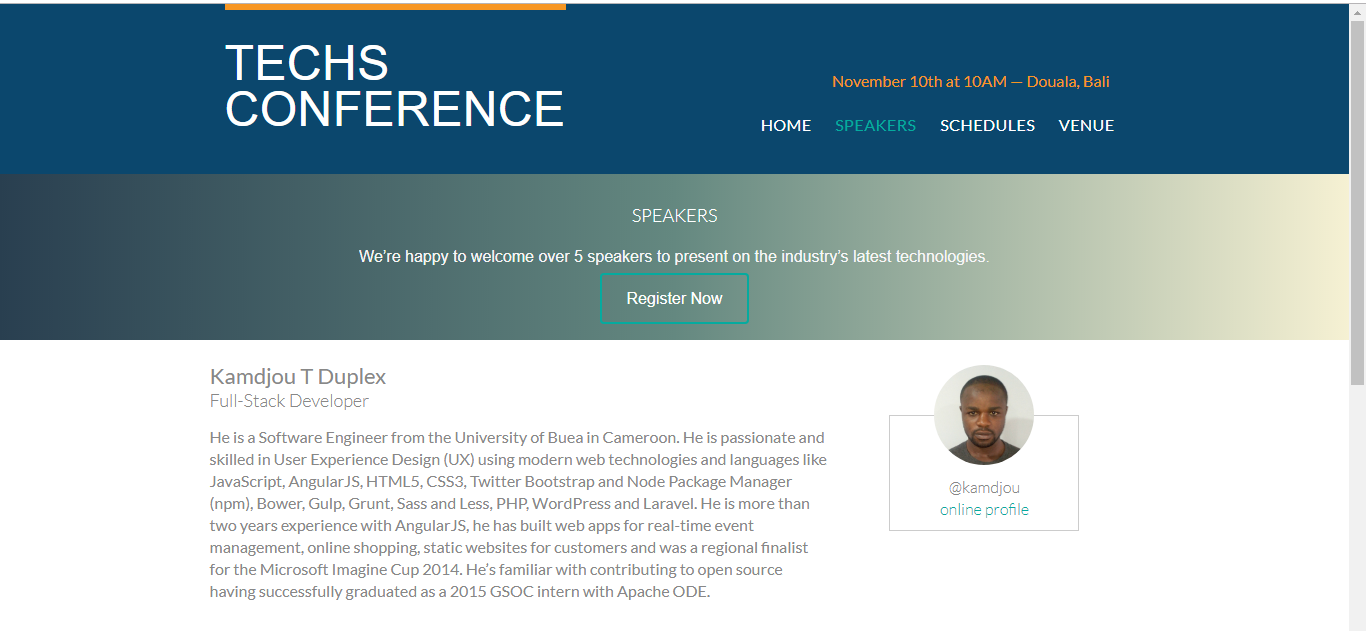 TECHS
CONFERENCE
November 10th at 10AM — Douala, Bali
HOME SPEAKERS SCHEDULES VENUE
SPEAKERS
We’re happy to welcome over 5 speakers to present on the industry’s latest technologies.
Register Now
Kamdjou T Duplex
Full-Stack Developer
He is a Software Engineer from the University of Buea in Cameroon. He is passionate and
skilled in User Experience Design (UX) using modern web technologies and languages like
JavaScript, AngularJS, HTML5, CSS3, Twitter Bootstrap and Node Package Manager
(npm), Bower, Gulp, Grunt, Sass and Less, PHP, WordPress and Laravel. He is more than
two years experience with AngularJS, he has built web apps for real-time event
management, online shopping, static websites for customers and was a regional finalist
for the Microsoft Imagine Cup 2014. He’s familiar with contributing to open source
having successfully graduated as a 2015 GSOC intern with Apache ODE.
@kamdjou
online profile